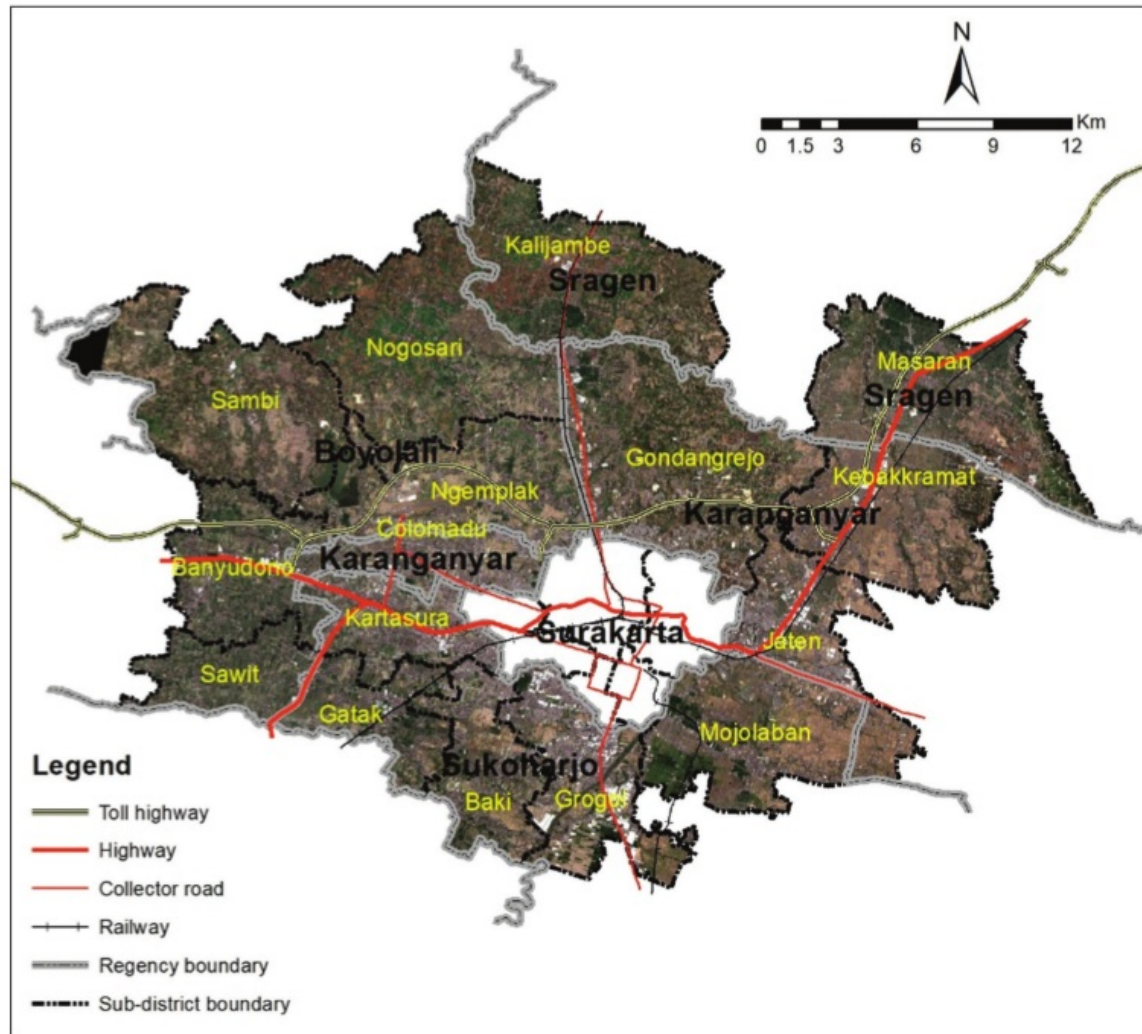 N
Km
0 1.5 3 6 9 12
Kalijambe
Sragen
Nogosari
Masaran
Sambi
Sragen
Boyolali
Gondangrejo
Kebakkramat
Ngemplak
Karanganyar
Colomadu
Karanganyar
Banyudono
Kartasura
Surakarta
Jaten
Sawit
Gatak
Mojolaban
Sukoharjo
Baki
Grogol
Legend
Toll highway
Highway
Collector road
Railway
Regency boundary
Sub-district boundary